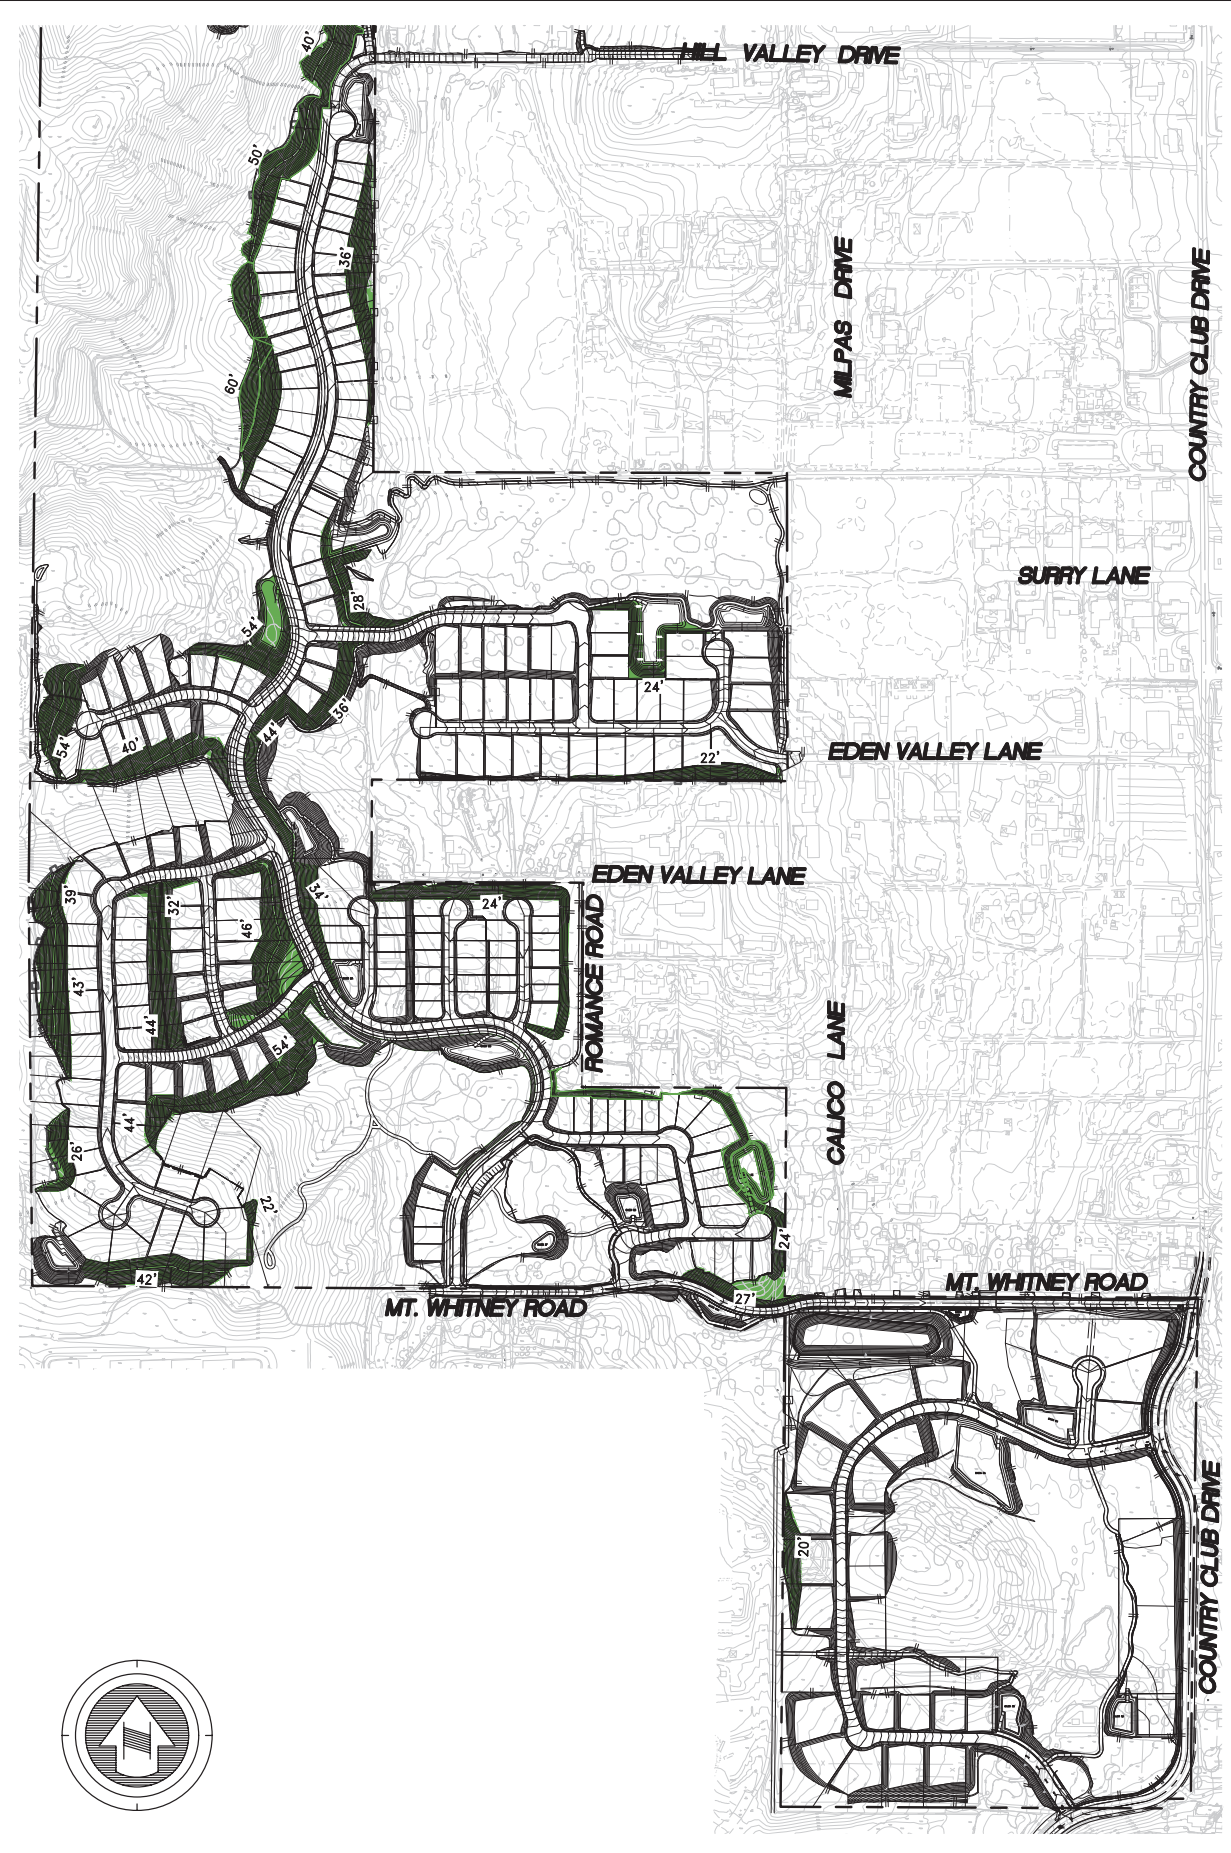 HILL VALLEY DRIVE
40'
50'
36'
MILPAS DRIVE
COUNTRY CLUB DRIVE
60'
SURRY LANE
28'
54'
24'
36'
44'
54'
40'
22'
EDEN VALLEY LANE
EDEN VALLEY LANE
39'
32'
34'
24'
46'
ROMANCE ROAD
43'
44'
54'
CALICO LANE
44'
26'
22'
24'
42'
27'
MT. WHITNEY ROAD
MT. WHITNEY ROAD
20'
COUNTRY CLUB DRIVE
N